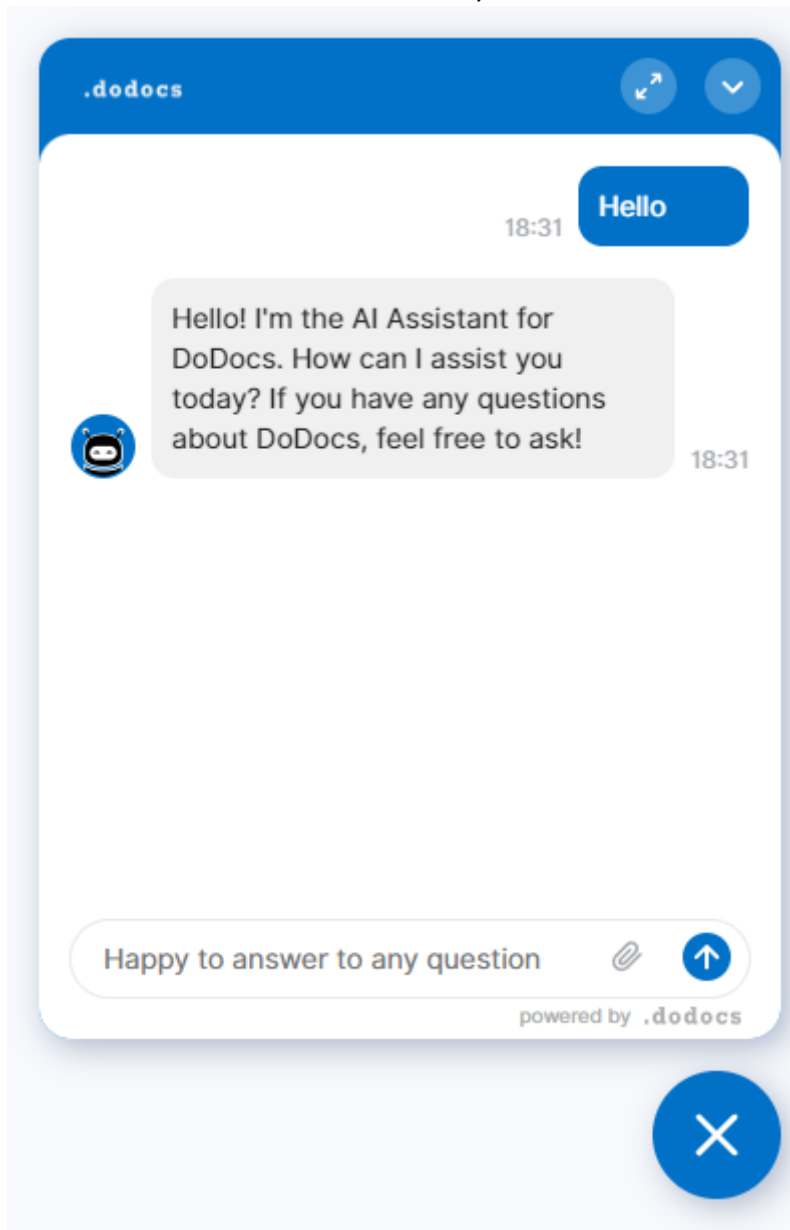 .dodocs
Hello
18:31
Hello! I'm the AI Assistant for
DoDocs. How can I assist you
today? If you have any questions
about DoDocs, feel free to ask!
18:31
Happy to answer to any question
powered by .dodocs